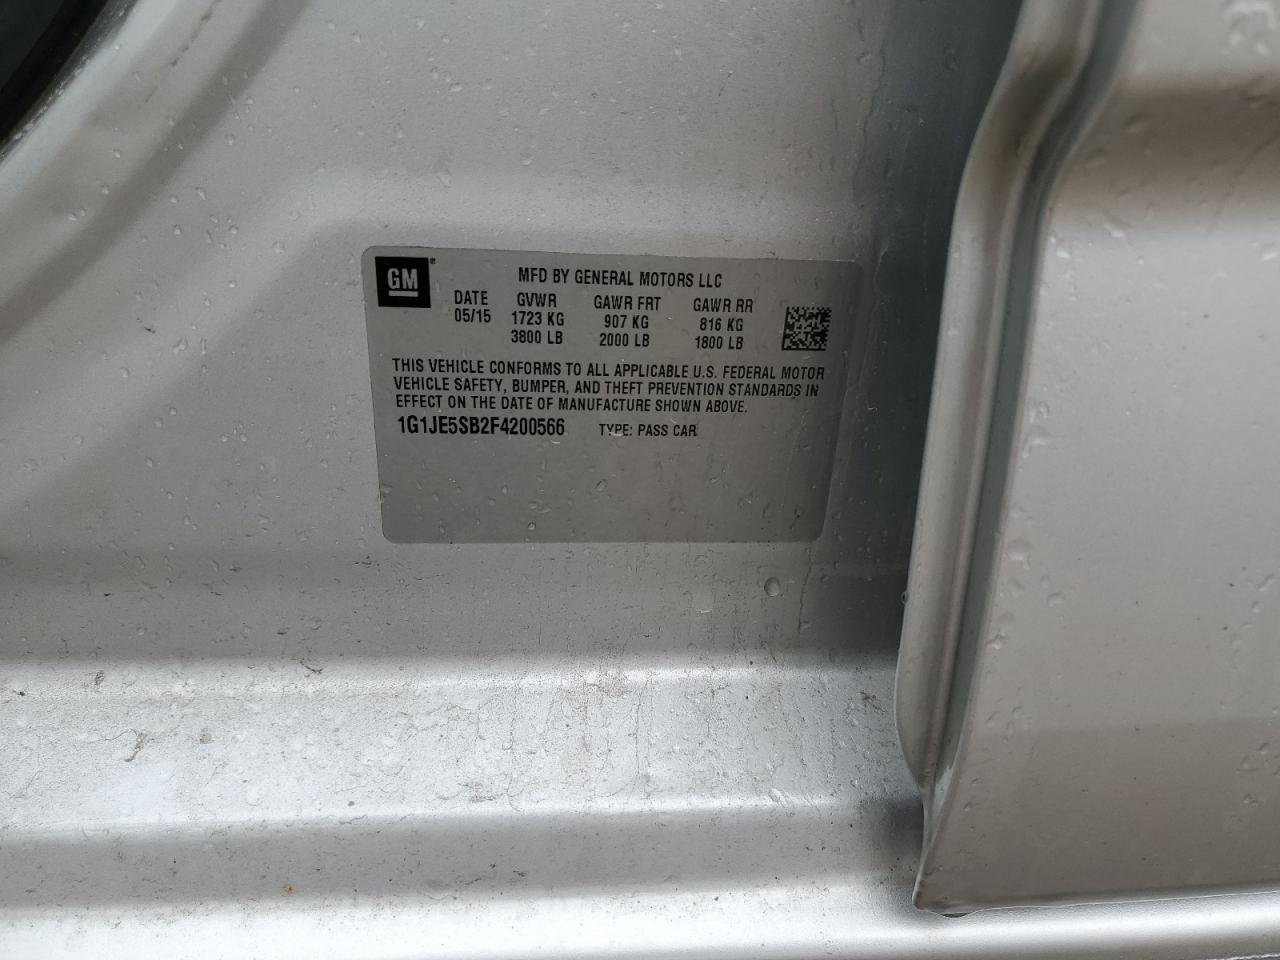 GM
MFD BY GENERAL MOTORS LLC
DATE GVWR GAWR FRT GAWR RR
05/15 1723 KG 907 KG 816 KG
3800 LB 2000 LB 1800 LB
THIS VEHICLE CONFORMS TO ALL APPLICABLE U.S. FEDERAL MOTOR
VEHICLE SAFETY, BUMPER, AND THEFT PREVENTION STANDARDS IN
EFFECT ON THE DATE OF MANUFACTURE SHOWN ABOVE.
1G1JE5SB2F4200566 TYPE: PASS CAR